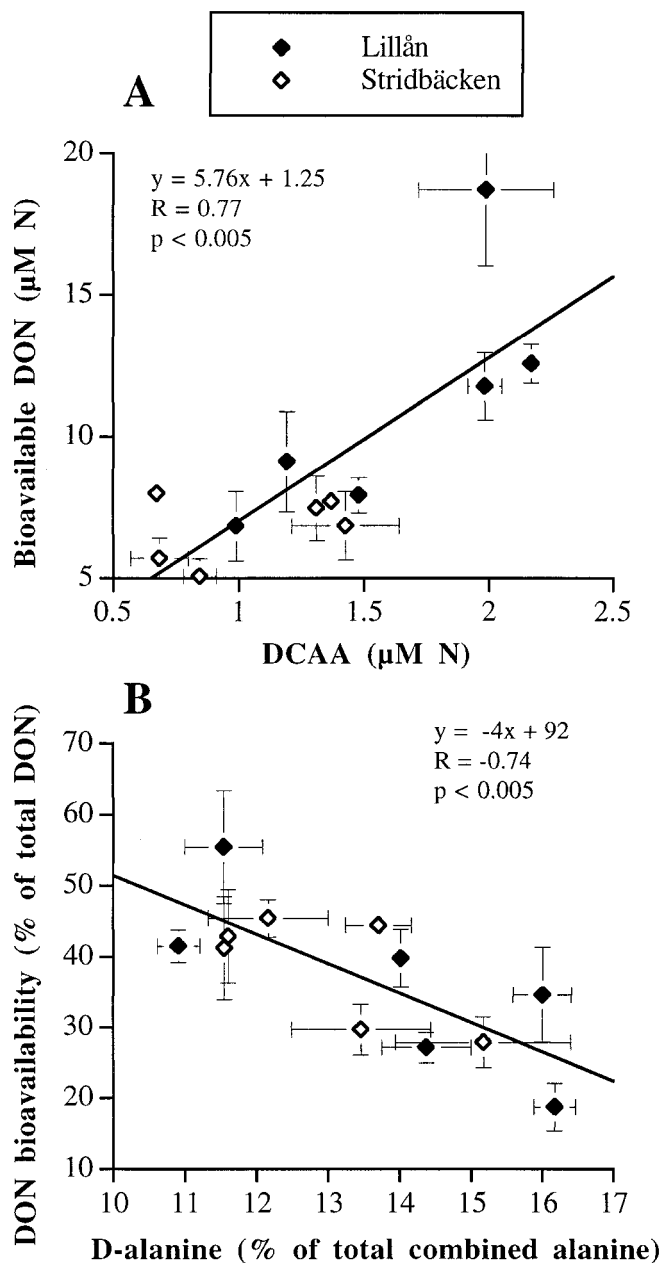 Lillån
Stridbäcken
A
y = 5.76x + 1.25
R = 0.77
p < 0.005
Bioavailable DON (µM N)
20
15
10
5
0.5 1 1.5 2 2.5
DCAA (µM N)
B
y = -4x + 92
R = -0.74
p < 0.005
DON bioavailability (% of total DON)
70
60
50
40
30
20
10
10 11 12 13 14 15 16 17
D-alanine (% of total combined alanine)